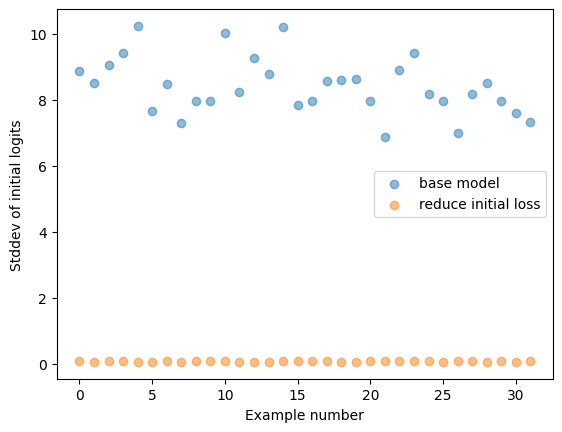 10
8
6
4
2
0
Stddev of initial logits
base model
reduce initial loss
0 5 10 15 20 25 30
Example number